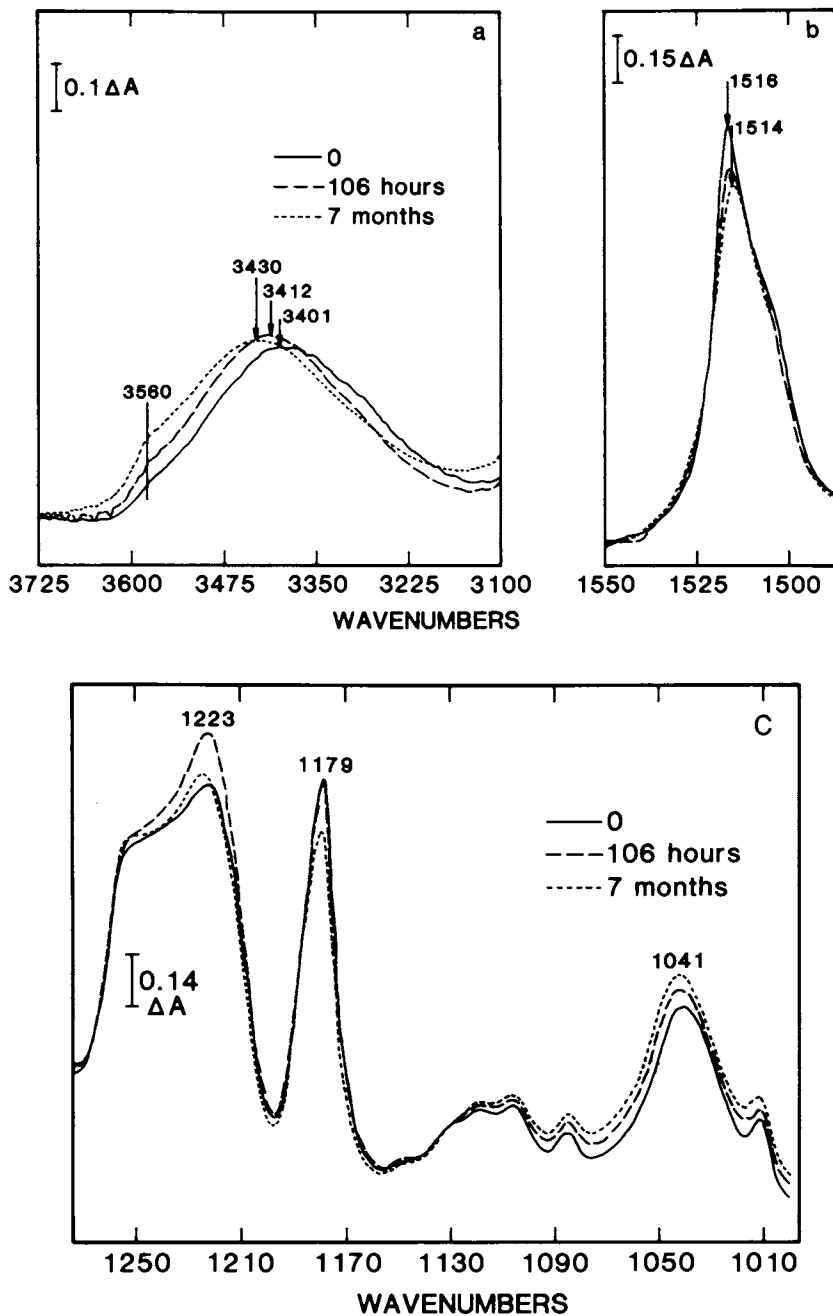 a
0.1 ΔA
0
106 hours
7 months
3430
3412
3401
3560
3725 3600 3475 3350 3225 3100
WAVENUMBERS
b
0.15 ΔA
1516
1514
1550 1525 1500
C
1223
1179
0
106 hours
7 months
0.14
ΔA
1041
1250 1210 1170 1130 1090 1050 1010
WAVENUMBERS